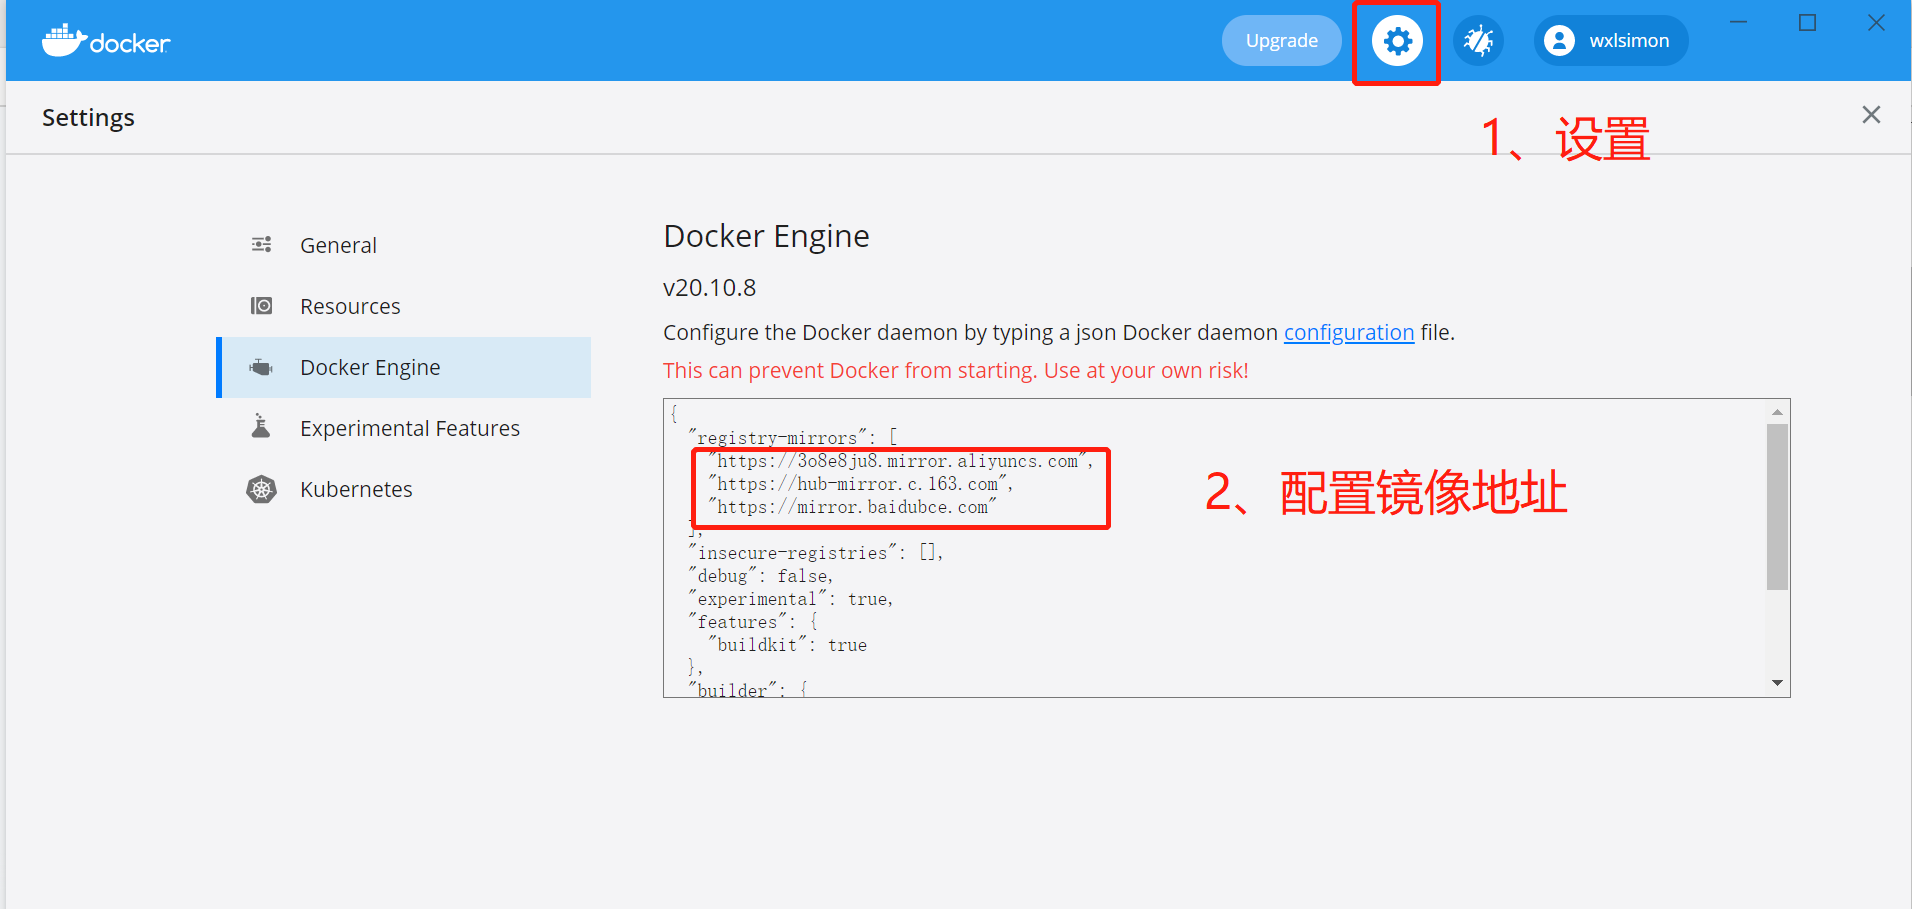 docker
Upgrade
wxlsimon
Settings
1、设置
General
Resources
Docker Engine
Experimental Features
Kubernetes
Docker Engine
v20.10.8
Configure the Docker daemon by typing a json Docker daemon configuration file.
This can prevent Docker from starting. Use at your own risk!
{
"registry-mirrors": [
"https://3o8e8ju8.mirror.aliyuncs.com",
"https://hub-mirror.c.163.com",
"https://mirror.baidubce.com"
],
"insecure-registries": [],
"debug": false,
"experimental": true,
"features": {
"buildkit": true
},
"builder": {
2、配置镜像地址